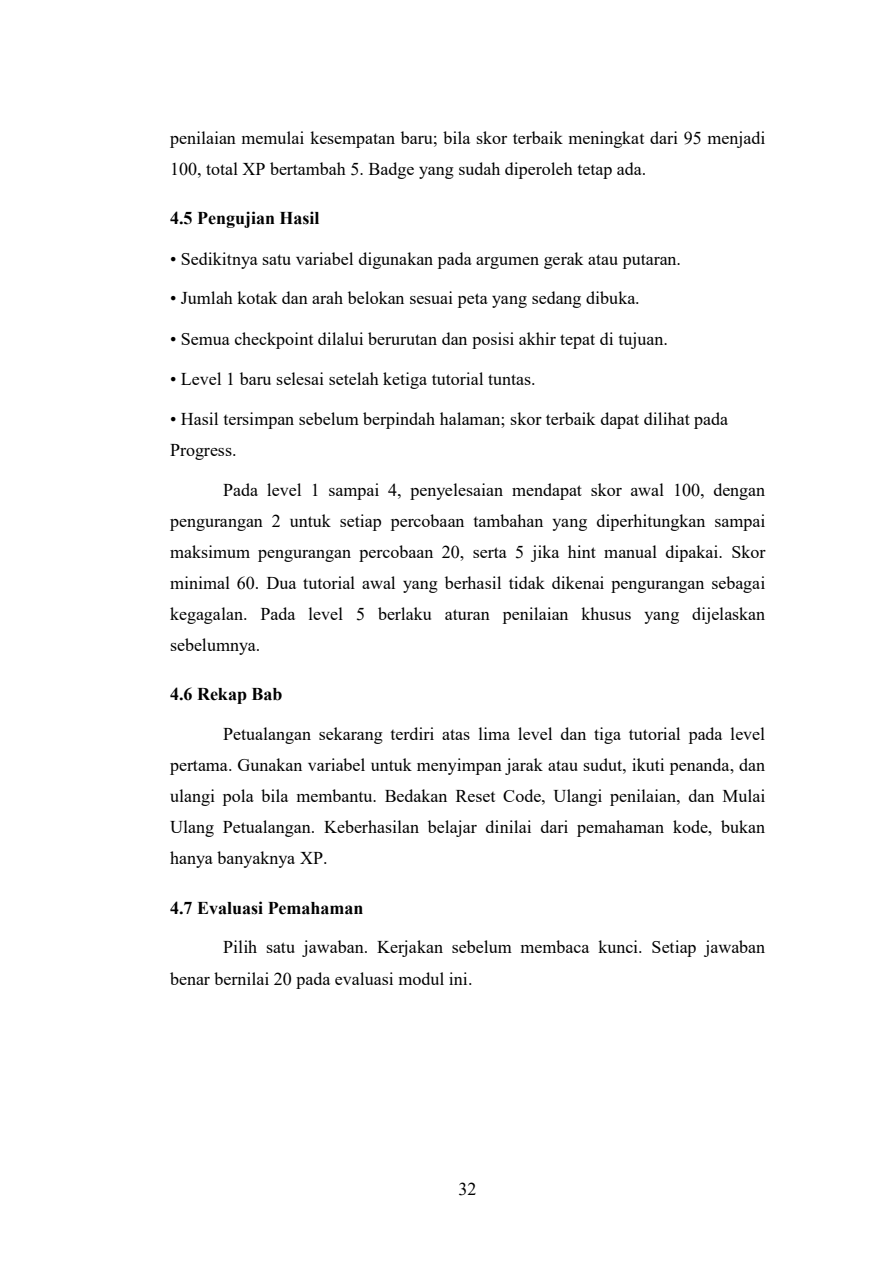 penilaian memulai kesempatan baru; bila skor terbaik meningkat dari 95 menjadi
100, total XP bertambah 5. Badge yang sudah diperoleh tetap ada.
4.5 Pengujian Hasil
• Sedikitnya satu variabel digunakan pada argumen gerak atau putaran.
• Jumlah kotak dan arah belokan sesuai peta yang sedang dibuka.
• Semua checkpoint dilalui berurutan dan posisi akhir tepat di tujuan.
• Level 1 baru selesai setelah ketiga tutorial tuntas.
• Hasil tersimpan sebelum berpindah halaman; skor terbaik dapat dilihat pada
Progress.
Pada level 1 sampai 4, penyelesaian mendapat skor awal 100, dengan
pengurangan 2 untuk setiap percobaan tambahan yang diperhitungkan sampai
maksimum pengurangan percobaan 20, serta 5 jika hint manual dipakai. Skor
minimal 60. Dua tutorial awal yang berhasil tidak dikenai pengurangan sebagai
kegagalan. Pada level 5 berlaku aturan penilaian khusus yang dijelaskan
sebelumnya.
4.6 Rekap Bab
Petualangan sekarang terdiri atas lima level dan tiga tutorial pada level
pertama. Gunakan variabel untuk menyimpan jarak atau sudut, ikuti penanda, dan
ulangi pola bila membantu. Bedakan Reset Code, Ulangi penilaian, dan Mulai
Ulang Petualangan. Keberhasilan belajar dinilai dari pemahaman kode, bukan
hanya banyaknya XP.
4.7 Evaluasi Pemahaman
Pilih satu jawaban. Kerjakan sebelum membaca kunci. Setiap jawaban
benar bernilai 20 pada evaluasi modul ini.
32